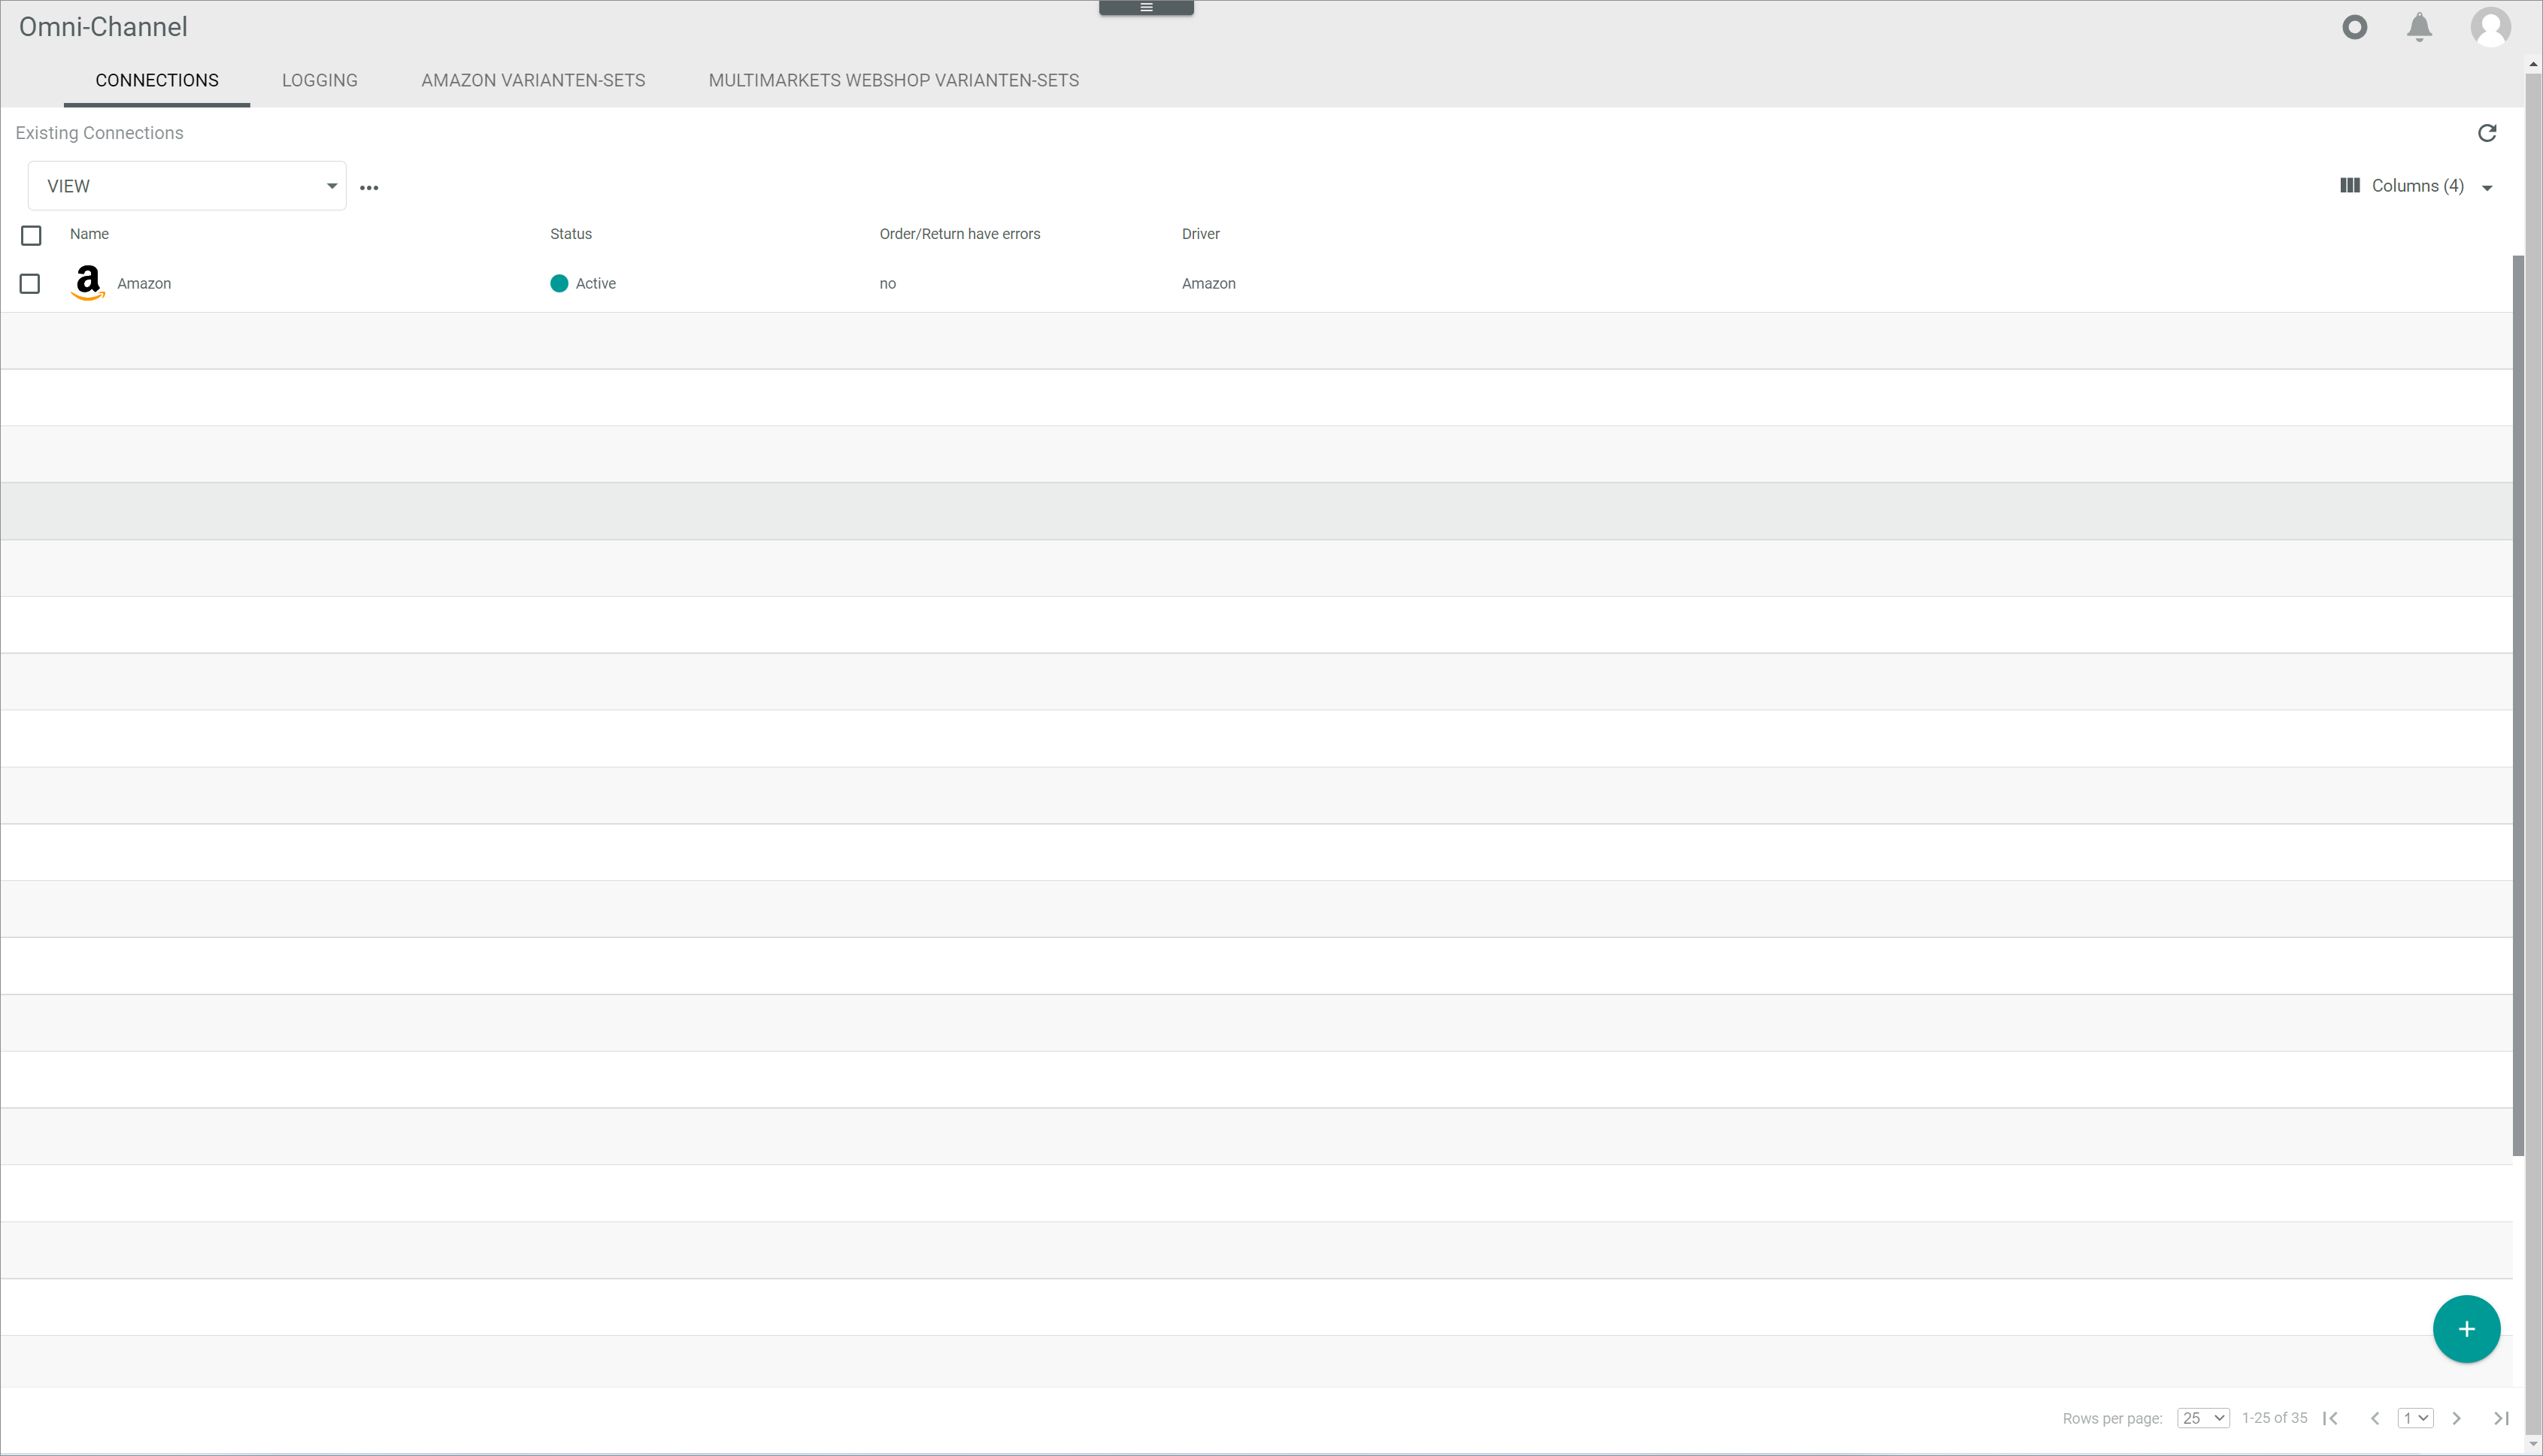 Omni-Channel
CONNECTIONS LOGGING AMAZON VARIANTEN-SETS MULTIMARKETS WEBSHOP VARIANTEN-SETS
Existing Connections
VIEW Columns (4)
Name Status Order/Return have errors Driver
a Amazon Active no Amazon
Rows per page: 25 1-25 of 35 1